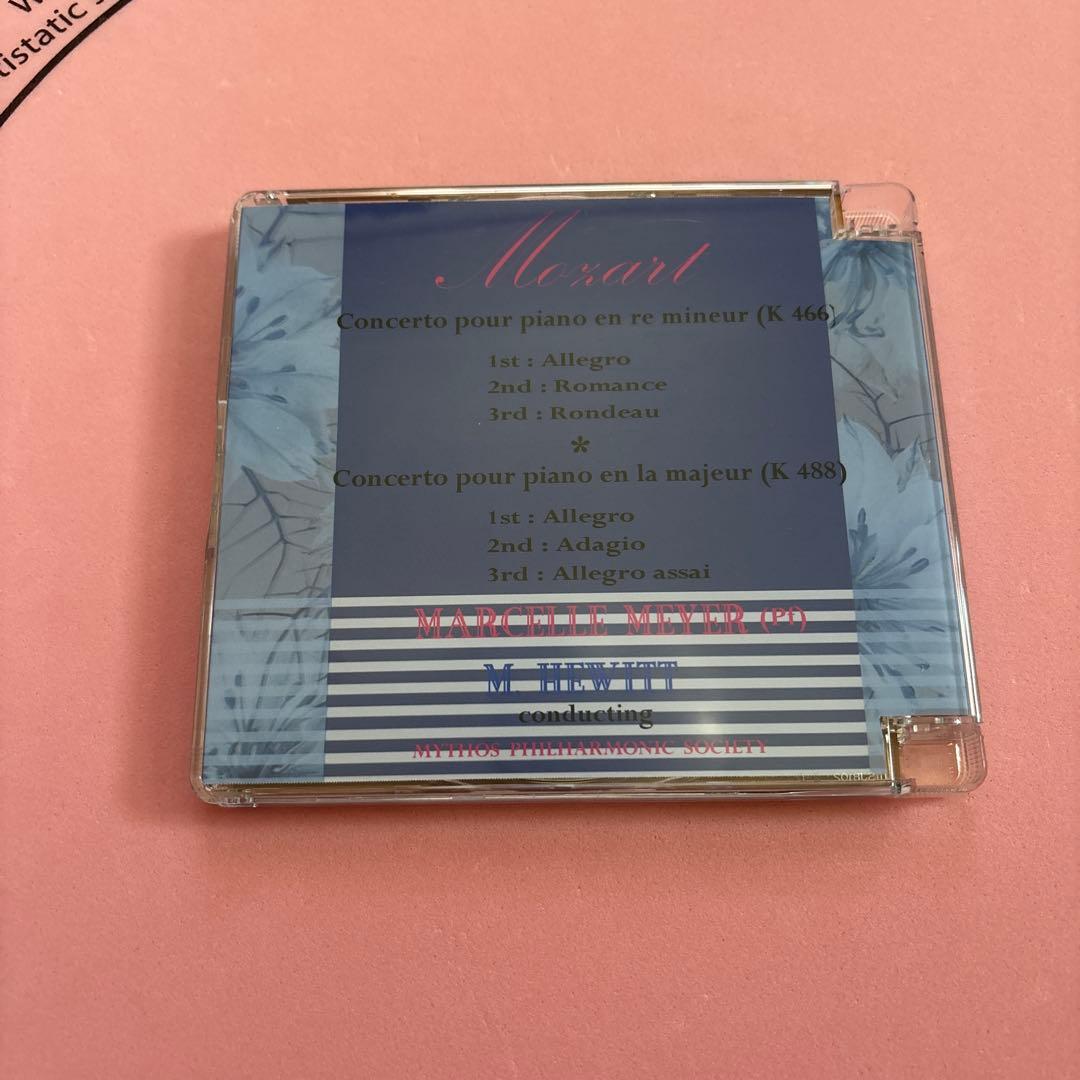 tistatic
Mozart
Concerto pour piano en re mineur (K 466)
1st : Allegro
2nd : Romance
3rd : Rondeau
*
Concerto pour piano en la majeur (K 488)
1st : Allegro
2nd : Adagio
3rd : Allegro assai
MARCELLE MEYER (Pf)
M. HEWITT
conducting
MYTHOS PHILHARMONIC SOCIETY